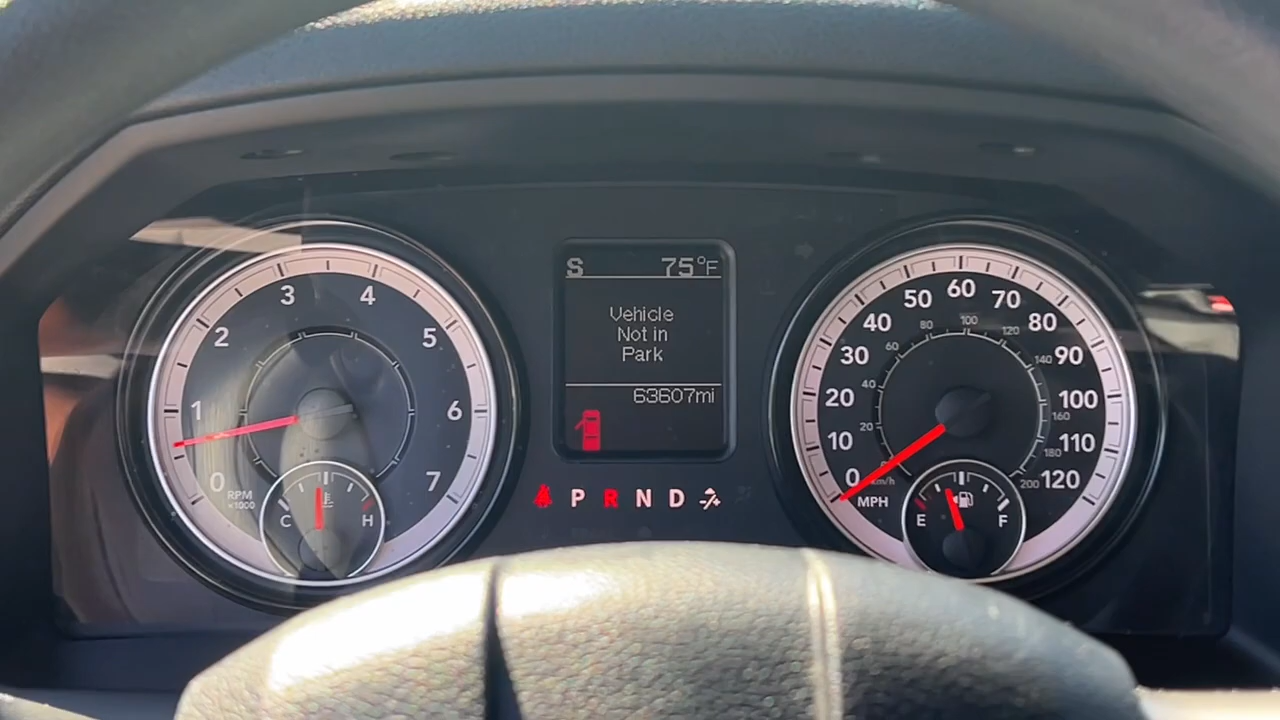 S 75°F
Vehicle
Not in
Park
63607mi
P R N D
0 1 2 3 4 5 6 7
RPM
x1000
C H
0 10 20 30 40 50 60 70 80 90 100 110 120
20 40 60 80 100 120 140 160 180 200
km/h
MPH
E F